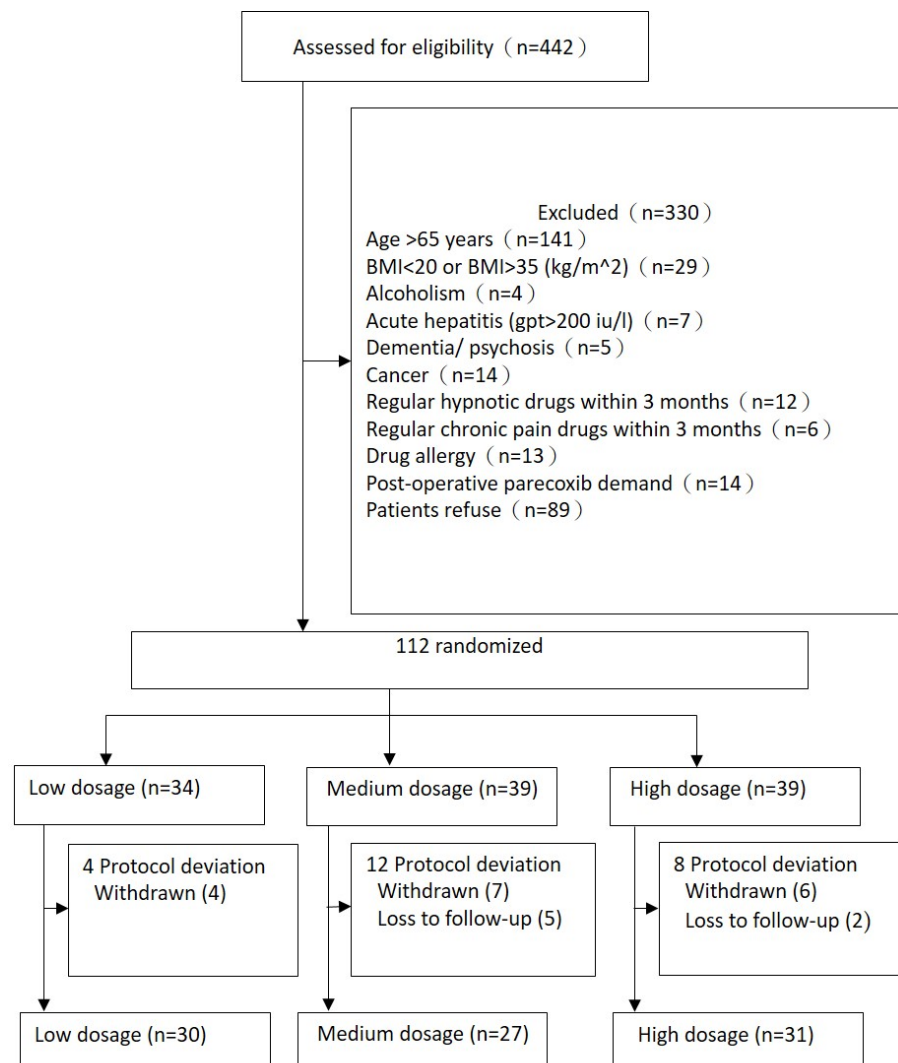 Assessed for eligibility（n=442）
Excluded（n=330）
Age >65 years（n=141）
BMI<20 or BMI>35 (kg/m^2)（n=29）
Alcoholism（n=4）
Acute hepatitis (gpt>200 iu/l)（n=7）
Dementia/ psychosis（n=5）
Cancer（n=14）
Regular hypnotic drugs within 3 months（n=12）
Regular chronic pain drugs within 3 months（n=6）
Drug allergy（n=13）
Post-operative parecoxib demand（n=14）
Patients refuse（n=89）
112 randomized
Low dosage (n=34)
Medium dosage (n=39)
High dosage (n=39)
4 Protocol deviation
Withdrawn (4)
12 Protocol deviation
Withdrawn (7)
Loss to follow-up (5)
8 Protocol deviation
Withdrawn (6)
Loss to follow-up (2)
Low dosage (n=30)
Medium dosage (n=27)
High dosage (n=31)